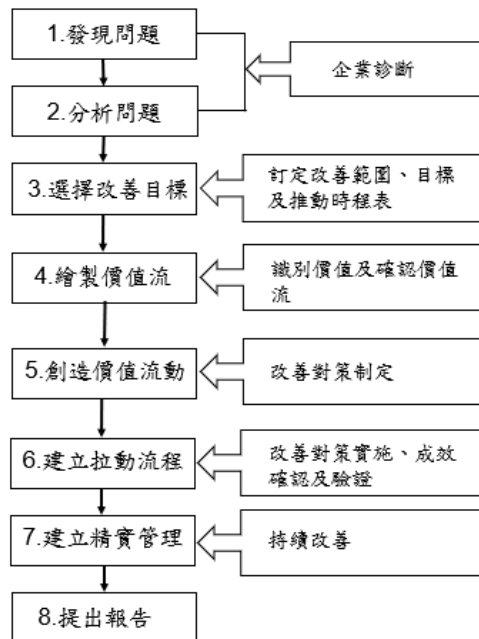 1.發現問題
企業診斷
2.分析問題
3.選擇改善目標
訂定改善範圍、目標
及推動時程表
4.繪製價值流
識別價值及確認價值
流
5.創造價值流動
改善對策制定
6.建立拉動流程
改善對策實施、成效
確認及驗證
7.建立精實管理
持續改善
8.提出報告